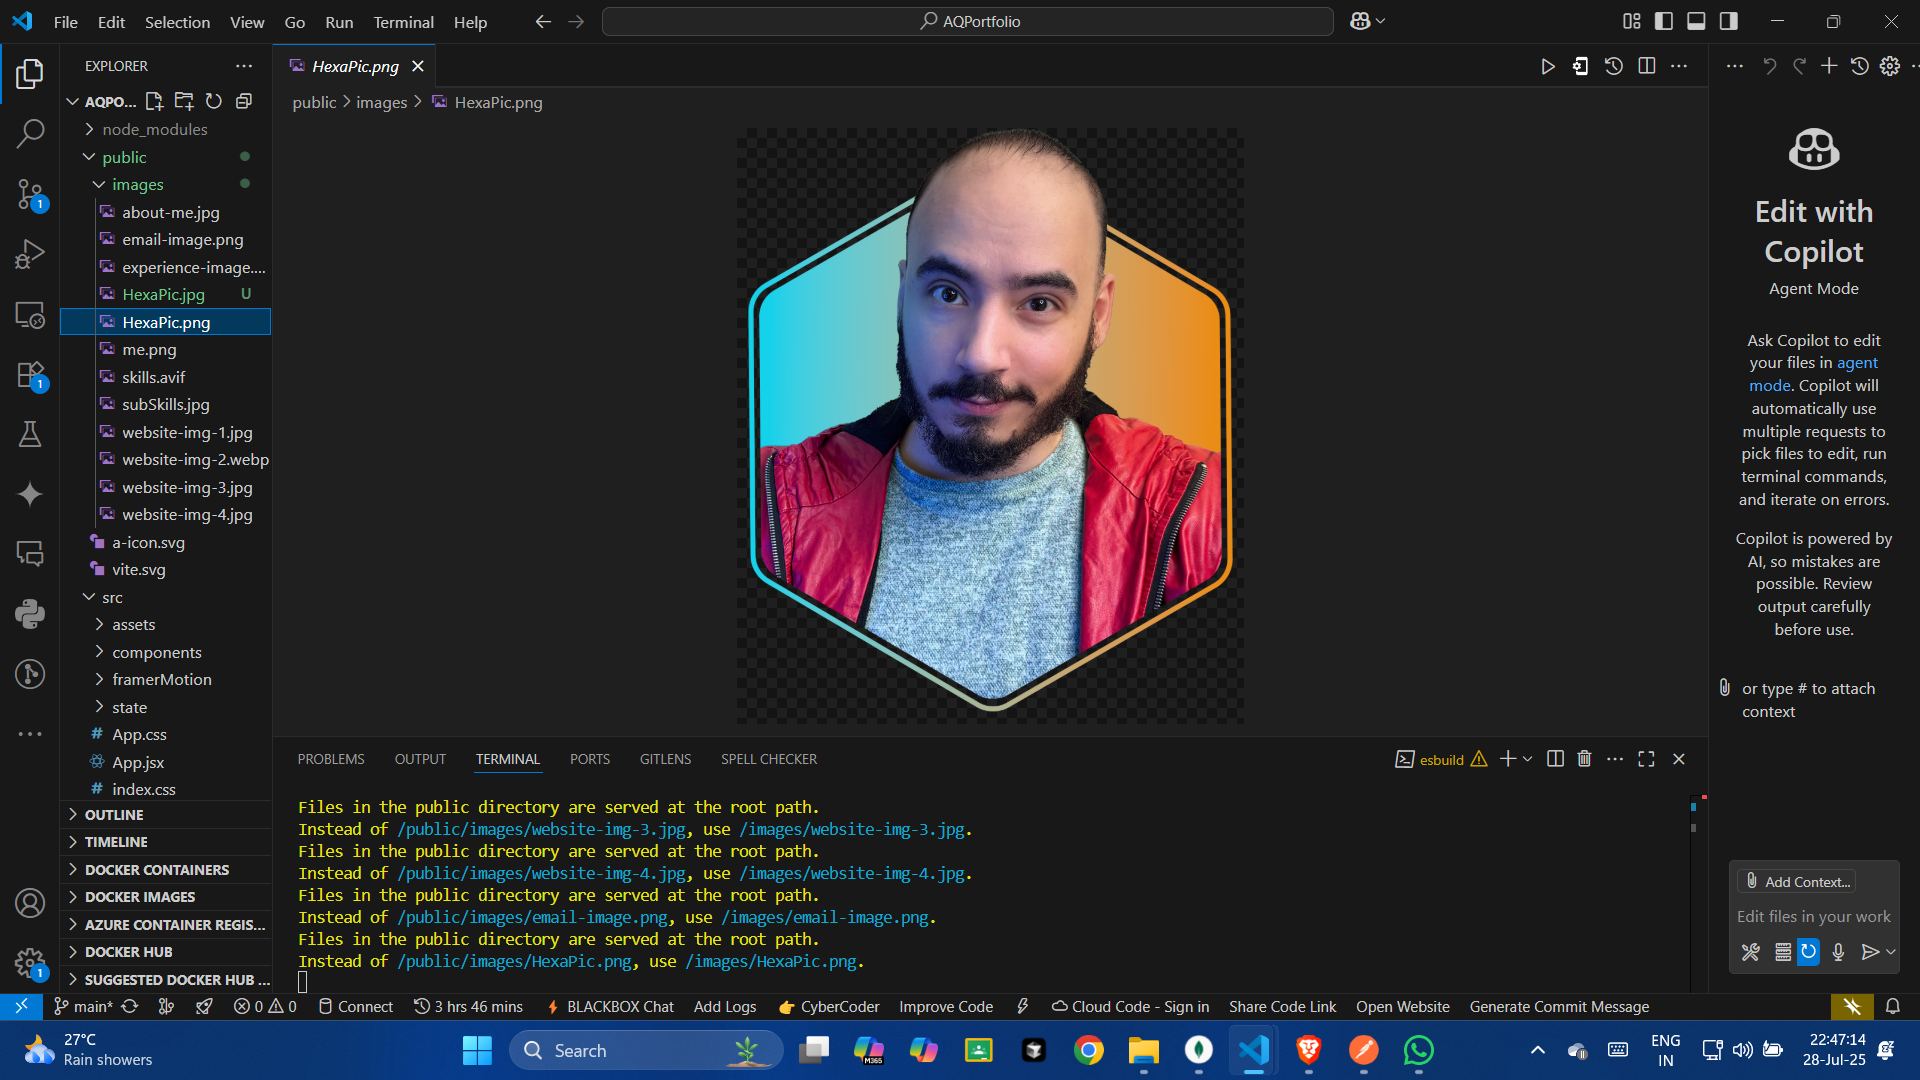 File Edit Selection View Go Run Terminal Help
AQPortfolio
EXPLORER
AQPO...
node_modules
public
images
about-me.jpg
email-image.png
experience-image....
HexaPic.jpg U
HexaPic.png
me.png
skills.avif
subSkills.jpg
website-img-1.jpg
website-img-2.webp
website-img-3.jpg
website-img-4.jpg
a-icon.svg
vite.svg
src
assets
components
framerMotion
state
App.css
App.jsx
index.css
OUTLINE
TIMELINE
DOCKER CONTAINERS
DOCKER IMAGES
AZURE CONTAINER REGIS...
DOCKER HUB
SUGGESTED DOCKER HUB ...
1
1
1
HexaPic.png
public > images > HexaPic.png
PROBLEMS OUTPUT TERMINAL PORTS GITLENS SPELL CHECKER
esbuild
Files in the public directory are served at the root path.
Instead of /public/images/website-img-3.jpg, use /images/website-img-3.jpg.
Files in the public directory are served at the root path.
Instead of /public/images/website-img-4.jpg, use /images/website-img-4.jpg.
Files in the public directory are served at the root path.
Instead of /public/images/email-image.png, use /images/email-image.png.
Files in the public directory are served at the root path.
Instead of /public/images/HexaPic.png, use /images/HexaPic.png.
Edit with
Copilot
Agent Mode
Ask Copilot to edit
your files in agent
mode. Copilot will
automatically use
multiple requests to
pick files to edit, run
terminal commands,
and iterate on errors.
Copilot is powered by
AI, so mistakes are
possible. Review
output carefully
before use.
or type # to attach
context
Add Context...
Edit files in your work
main* 0 0 Connect 3 hrs 46 mins BLACKBOX Chat Add Logs CyberCoder Improve Code Cloud Code - Sign in Share Code Link Open Website Generate Commit Message
27°C
Rain showers
Search
M365
ENG
IN
22:47:14
28-Jul-25